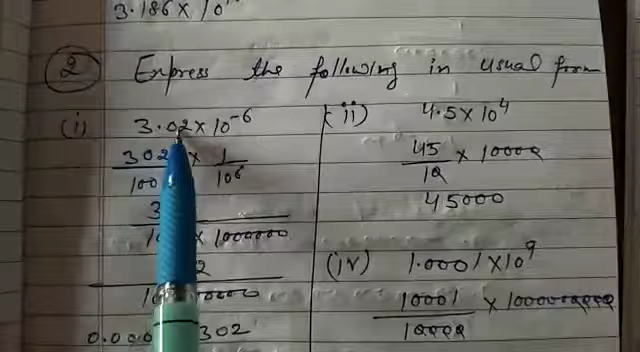 3.186 × 10
② Express the following in usual form
(i) 3.02 × 10⁻⁶
302/100 × 1/10⁶
× 1000000
0.000 302
(ii) 4.5 × 10⁴
45/10 × 10000
45000
(iv) 1.0001 × 10⁹
10001/10000 × 1000000000